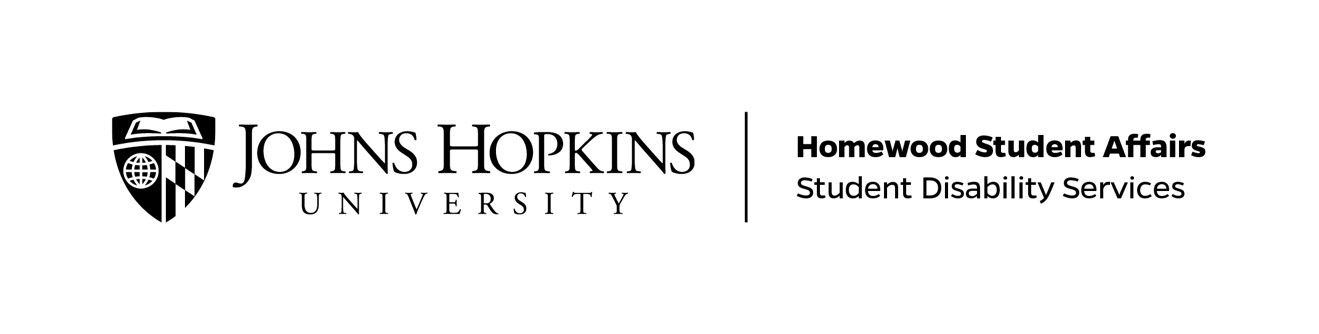 JOHNS HOPKINS
UNIVERSITY
Homewood Student Affairs
Student Disability Services